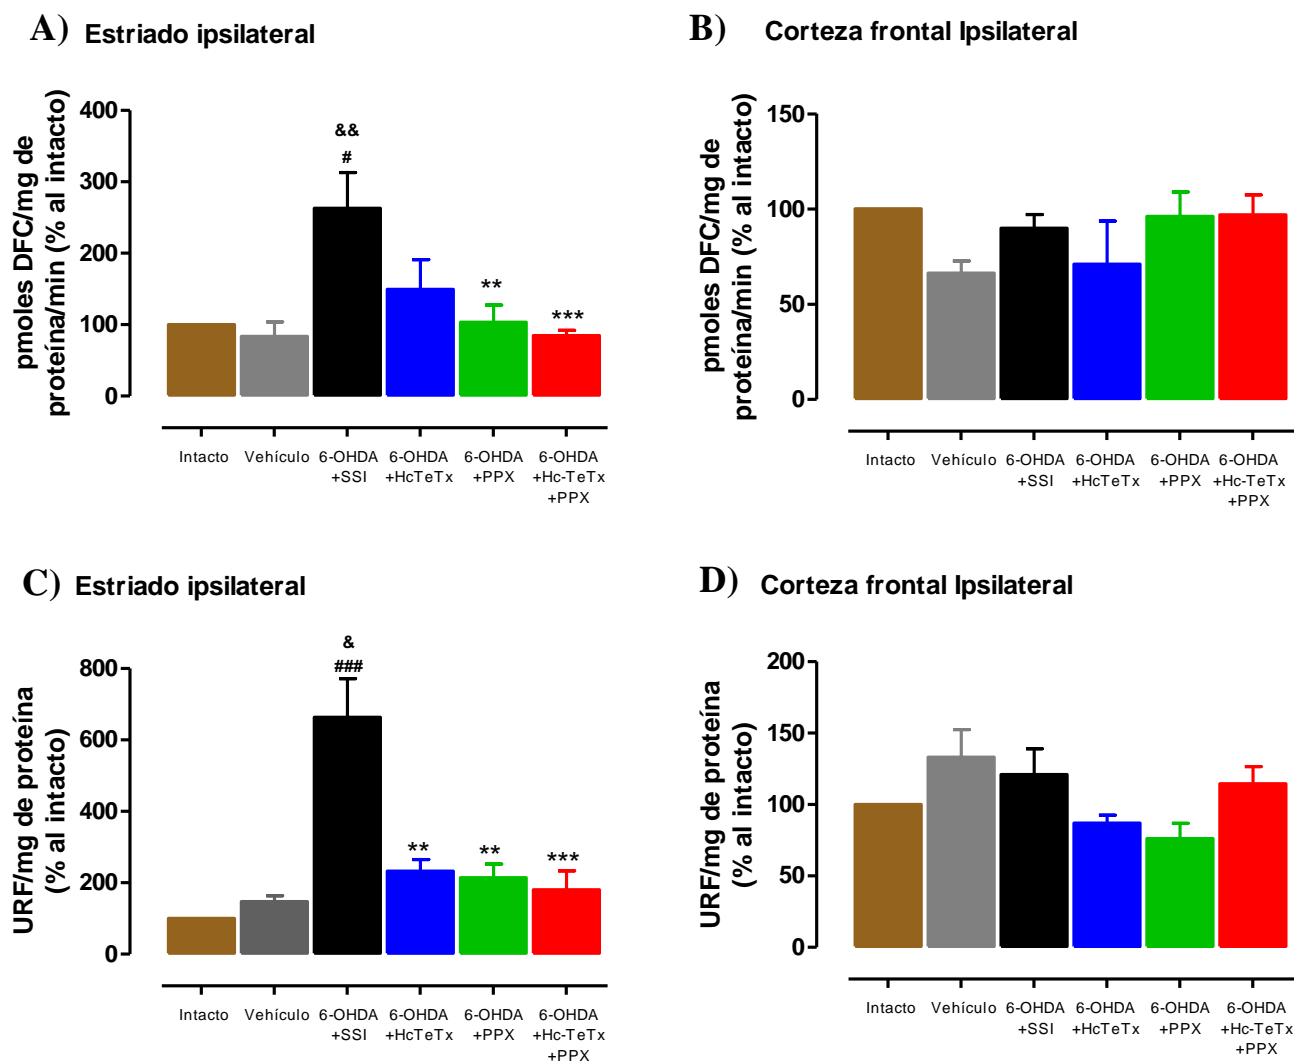 A) Estriado ipsilateral
pmoles DFC/mg de
proteína/min (% al intacto)
400
300
200
100
0
&&
#
**
***
Intacto
Vehículo
6-OHDA
+SSI
6-OHDA
+HcTeTx
6-OHDA
+PPX
6-OHDA
+Hc-TeTx
+PPX
B) Corteza frontal Ipsilateral
pmoles DFC/mg de
proteína/min (% al intacto)
150
100
50
0
Intacto
Vehículo
6-OHDA
+SSI
6-OHDA
+HcTeTx
6-OHDA
+PPX
6-OHDA
+Hc-TeTx
+PPX
C) Estriado ipsilateral
URF/mg de proteína
(% al intacto)
800
600
400
200
0
&
###
**
**
***
Intacto
Vehículo
6-OHDA
+SSI
6-OHDA
+HcTeTx
6-OHDA
+PPX
6-OHDA
+Hc-TeTx
+PPX
D) Corteza frontal Ipsilateral
URF/mg de proteína
(% al intacto)
200
150
100
50
0
Intacto
Vehículo
6-OHDA
+SSI
6-OHDA
+HcTeTx
6-OHDA
+PPX
6-OHDA
+Hc-TeTx
+PPX